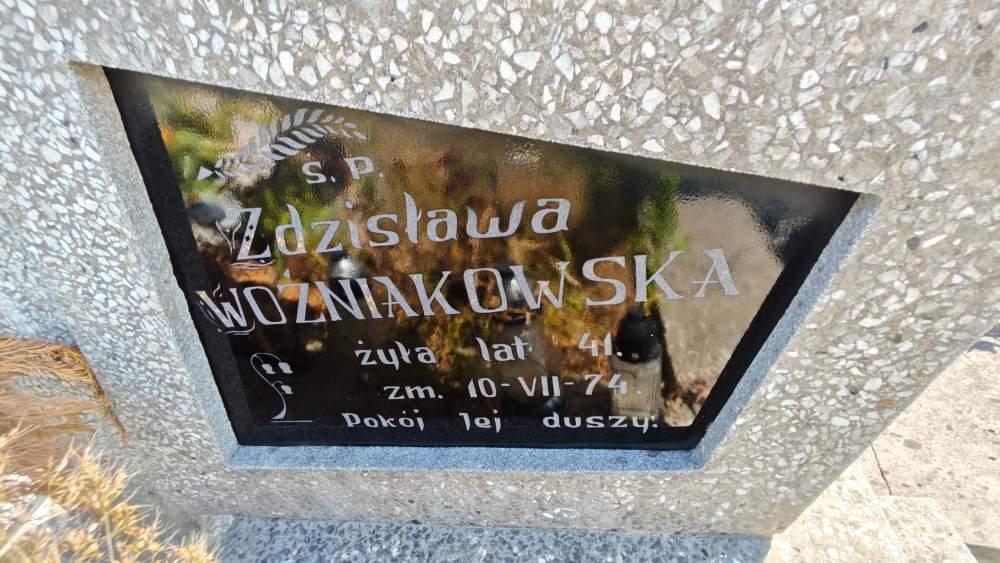 Ś.P.
Zdzisława
WOŹNIAKOWSKA
żyła lat 41.
zm. 10-VII-74.
Pokój Jej duszy!